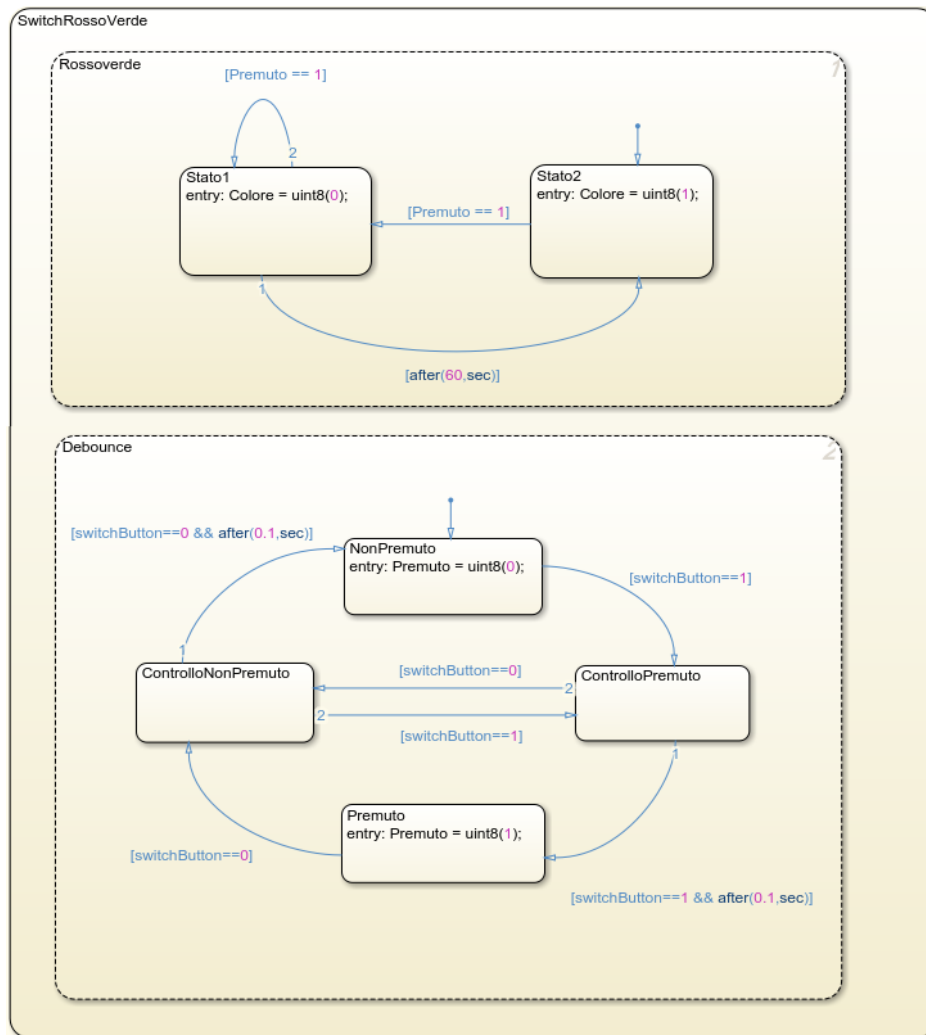 SwitchRossoVerde
Rossoverde
1
[Premuto == 1]
2
Stato1
entry: Colore = uint8(0);
Stato2
entry: Colore = uint8(1);
[Premuto == 1]
1
[after(60,sec)]
Debounce
2
[switchButton==0 && after(0.1,sec)]
NonPremuto
entry: Premuto = uint8(0);
[switchButton==1]
1
ControlloNonPremuto
[switchButton==0]
2
ControlloPremuto
2
[switchButton==1]
1
Premuto
entry: Premuto = uint8(1);
[switchButton==0]
[switchButton==1 && after(0.1,sec)]